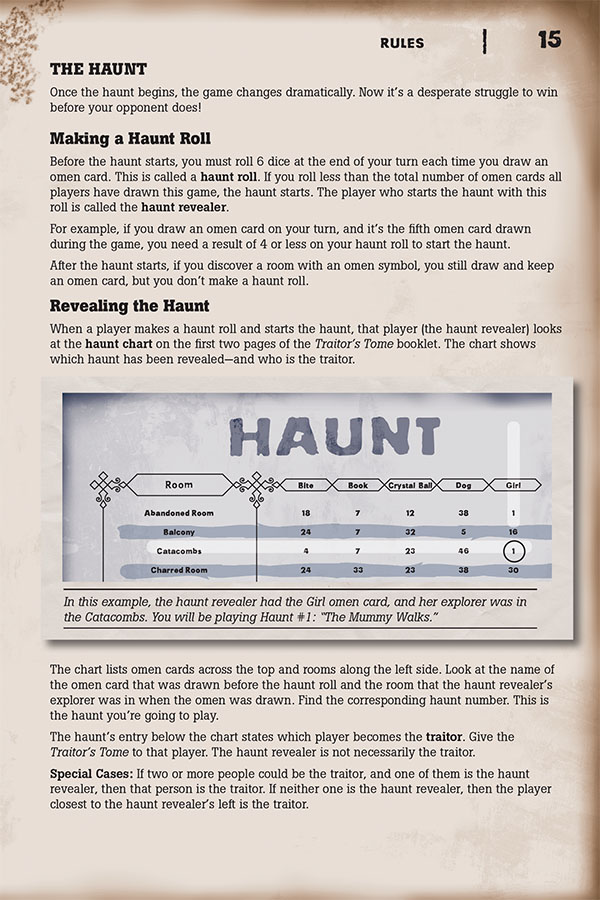 RULES | 15
THE HAUNT
Once the haunt begins, the game changes dramatically. Now it's a desperate struggle to win
before your opponent does!
Making a Haunt Roll
Before the haunt starts, you must roll 6 dice at the end of your turn each time you draw an
omen card. This is called a haunt roll. If you roll less than the total number of omen cards all
players have drawn this game, the haunt starts. The player who starts the haunt with this
roll is called the haunt revealer.
For example, if you draw an omen card on your turn, and it's the fifth omen card drawn
during the game, you need a result of 4 or less on your haunt roll to start the haunt.
After the haunt starts, if you discover a room with an omen symbol, you still draw and keep
an omen card, but you don't make a haunt roll.
Revealing the Haunt
When a player makes a haunt roll and starts the haunt, that player (the haunt revealer) looks
at the haunt chart on the first two pages of the Traitor's Tome booklet. The chart shows
which haunt has been revealed—and who is the traitor.
HAUNT
Room Bite Book Crystal Ball Dog Girl
Abandoned Room 18 7 12 38 1
Balcony 24 7 32 5 16
Catacombs 4 7 23 46 1
Charred Room 24 33 23 38 30
In this example, the haunt revealer had the Girl omen card, and her explorer was in
the Catacombs. You will be playing Haunt #1: "The Mummy Walks."
The chart lists omen cards across the top and rooms along the left side. Look at the name of
the omen card that was drawn before the haunt roll and the room that the haunt revealer's
explorer was in when the omen was drawn. Find the corresponding haunt number. This is
the haunt you're going to play.
The haunt's entry below the chart states which player becomes the traitor. Give the
Traitor's Tome to that player. The haunt revealer is not necessarily the traitor.
Special Cases: If two or more people could be the traitor, and one of them is the haunt
revealer, then that person is the traitor. If neither one is the haunt revealer, then the player
closest to the haunt revealer's left is the traitor.